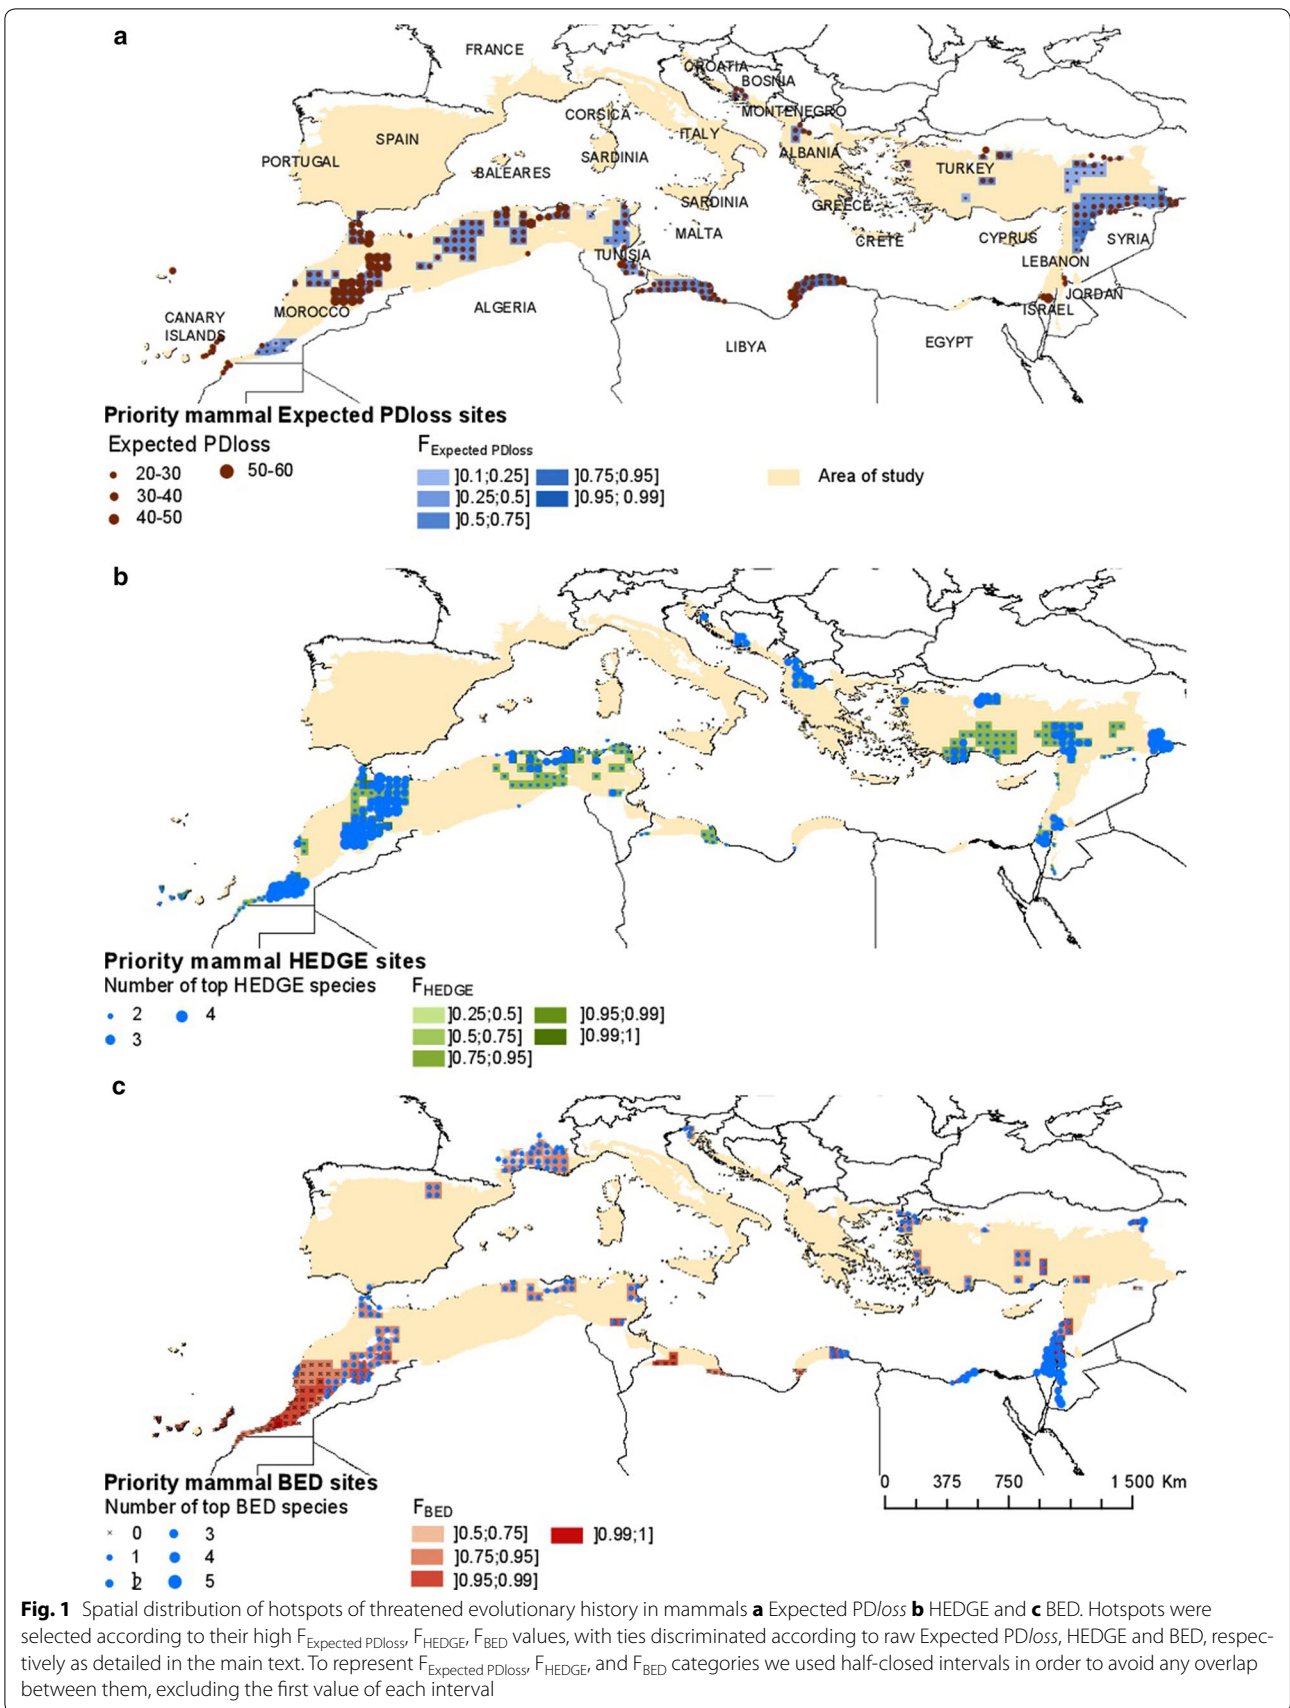 a
FRANCE
CROATIA
BOSNIA
MONTENEGRO
CORSICA
ITALY
SPAIN
ALBANIA
SARDINIA
PORTUGAL
TURKEY
BALEARES
SARDINIA
GREECE
MALTA
CRETE
CYPRUS
SYRIA
TUNISIA
LEBANON
JORDAN
ALGERIA
ISRAEL
MOROCCO
CANARY
ISLANDS
EGYPT
LIBYA
Priority mammal Expected PDloss sites
Expected PDloss
20-30
30-40
40-50
50-60
F Expected PDloss
]0.1;0.25]
]0.25;0.5]
]0.5;0.75]
]0.75;0.95]
]0.95; 0.99]
Area of study
b
Priority mammal HEDGE sites
Number of top HEDGE species
2
3
4
F HEDGE
]0.25;0.5]
]0.5;0.75]
]0.75;0.95]
]0.95;0.99]
]0.99;1]
c
Priority mammal BED sites
Number of top BED species
0
1
2
3
4
5
F BED
]0.5;0.75]
]0.75;0.95]
]0.95;0.99]
]0.99;1]
0 375 750 1 500 Km
Fig. 1 Spatial distribution of hotspots of threatened evolutionary history in mammals a Expected PDloss b HEDGE and c BED. Hotspots were
selected according to their high F Expected PDloss, F HEDGE, F BED values, with ties discriminated according to raw Expected PDloss, HEDGE and BED, respec-
tively as detailed in the main text. To represent F Expected PDloss, F HEDGE, and F BED categories we used half-closed intervals in order to avoid any overlap
between them, excluding the first value of each interval